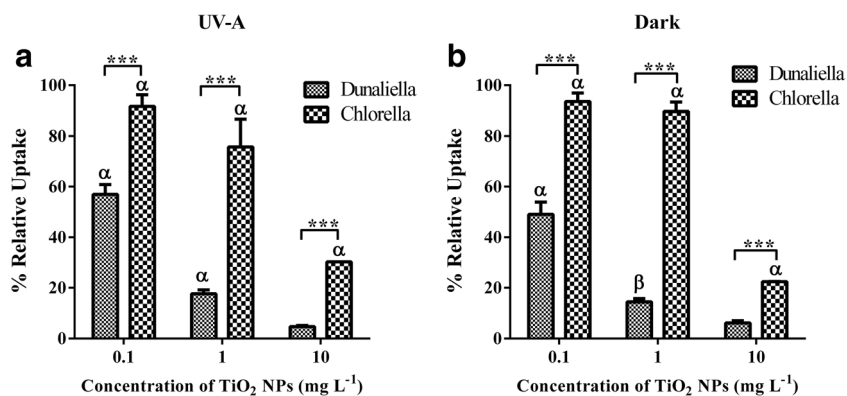 UV-A
a
Dunaliella
Chlorella
% Relative Uptake
100
80
60
40
20
0
***
***
***
α
α
α
α
α
0.1
1
10
Concentration of TiO₂ NPs (mg L⁻¹)
Dark
b
Dunaliella
Chlorella
% Relative Uptake
100
80
60
40
20
0
***
***
***
α
α
β
α
α
0.1
1
10
Concentration of TiO₂ NPs (mg L⁻¹)